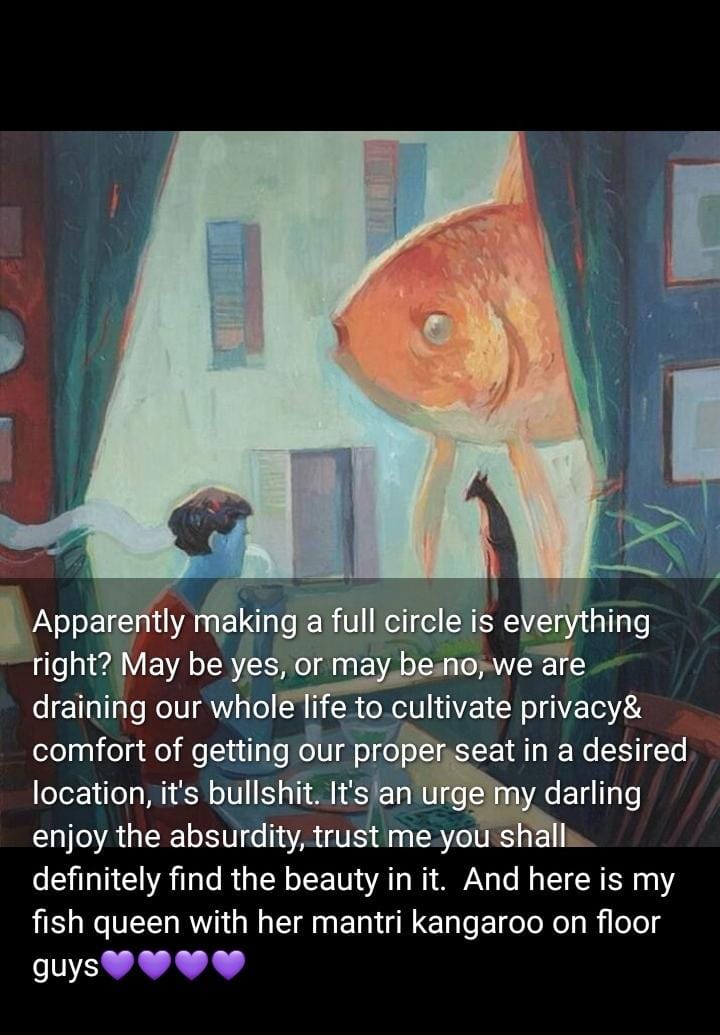 Apparently making a full circle is everything
right? May be yes, or may be no, we are
draining our whole life to cultivate privacy&
comfort of getting our proper seat in a desired
location, it's bullshit. It's an urge my darling
enjoy the absurdity, trust me you shall
definitely find the beauty in it.  And here is my
fish queen with her mantri kangaroo on floor
guys💜💜💜💜